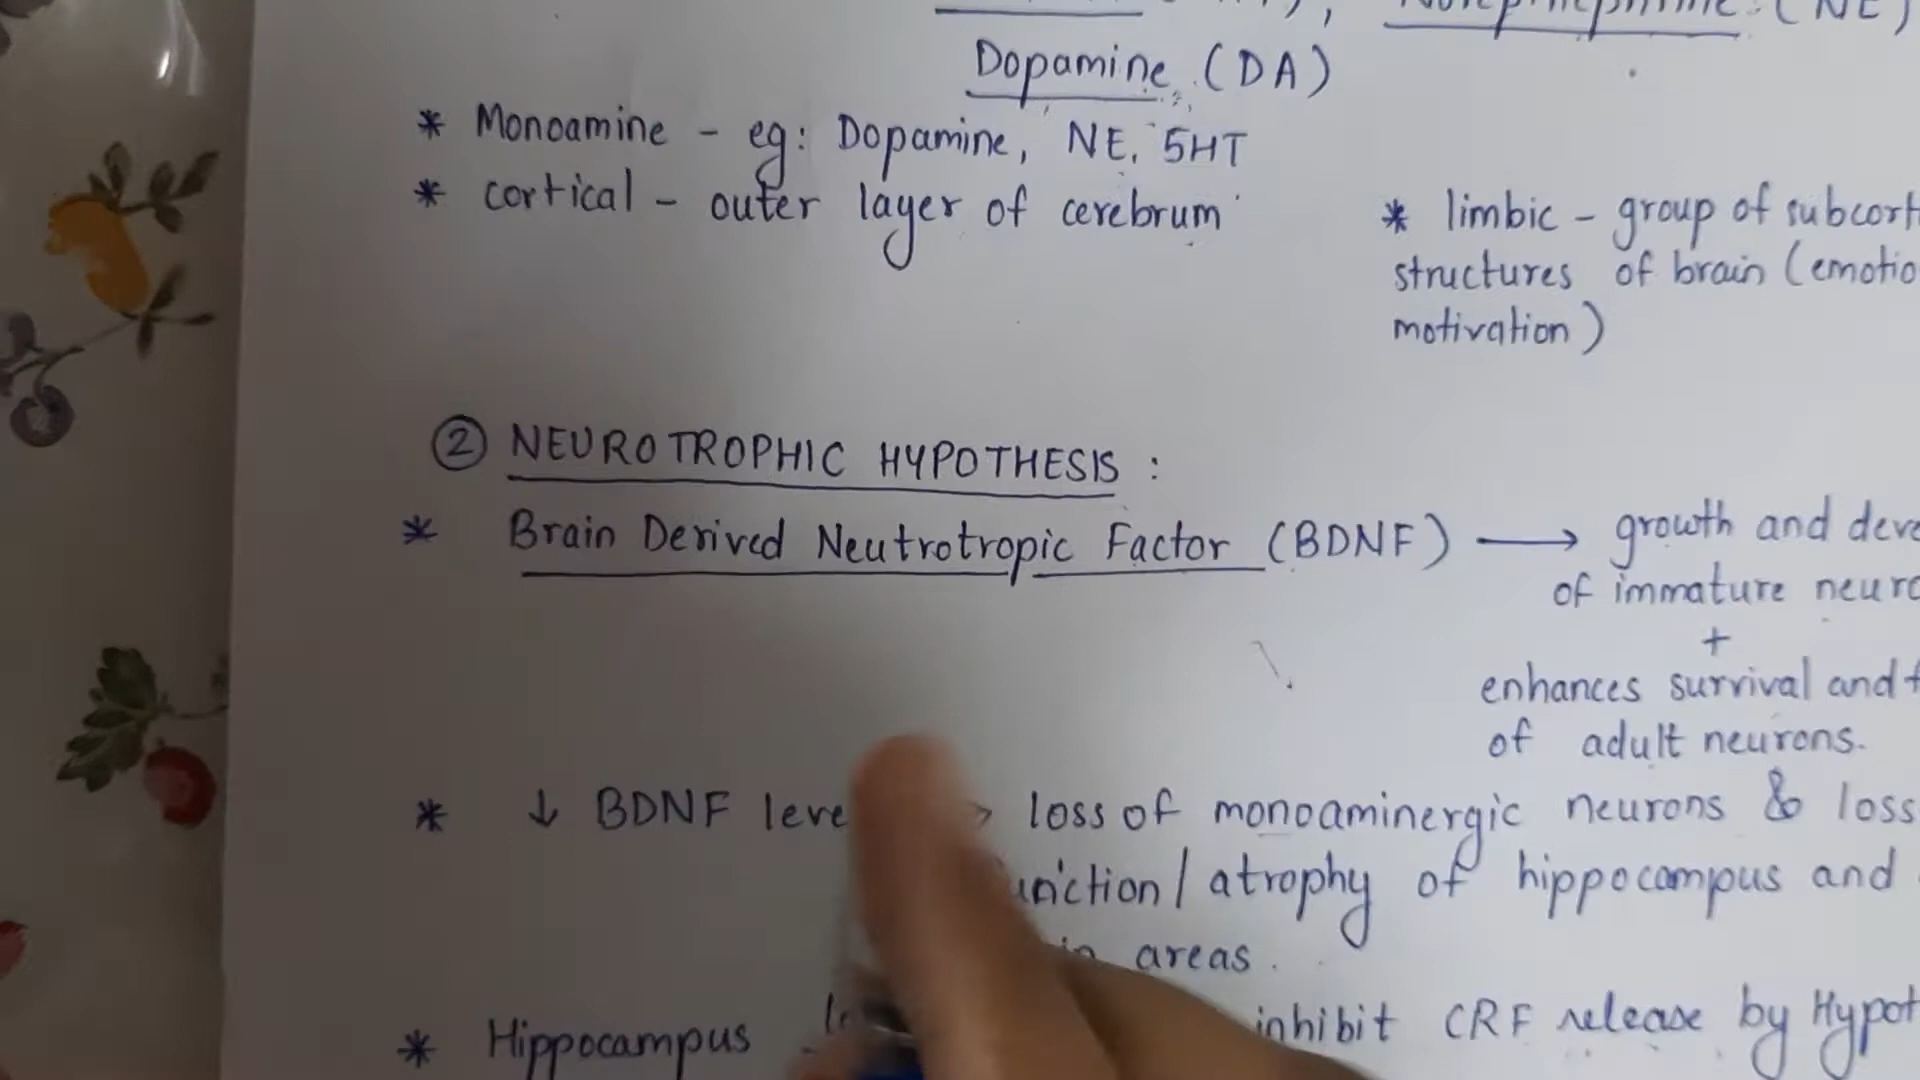 (NE)
Dopamine (DA)
* Monoamine - eg: Dopamine, NE, 5HT
* cortical - outer layer of cerebrum
* limbic - group of subcort
structures of brain (emotio
motivation)
② NEUROTROPHIC HYPOTHESIS :
* Brain Derived Neutrotropic Factor (BDNF) → growth and deve
of immature neuro
+
enhances survival and f
of adult neurons.
* ↓ BDNF leve → loss of monoaminergic neurons & loss
unction / atrophy of hippocampus and
areas.
* Hippocampus inhibit CRF release by Hypot